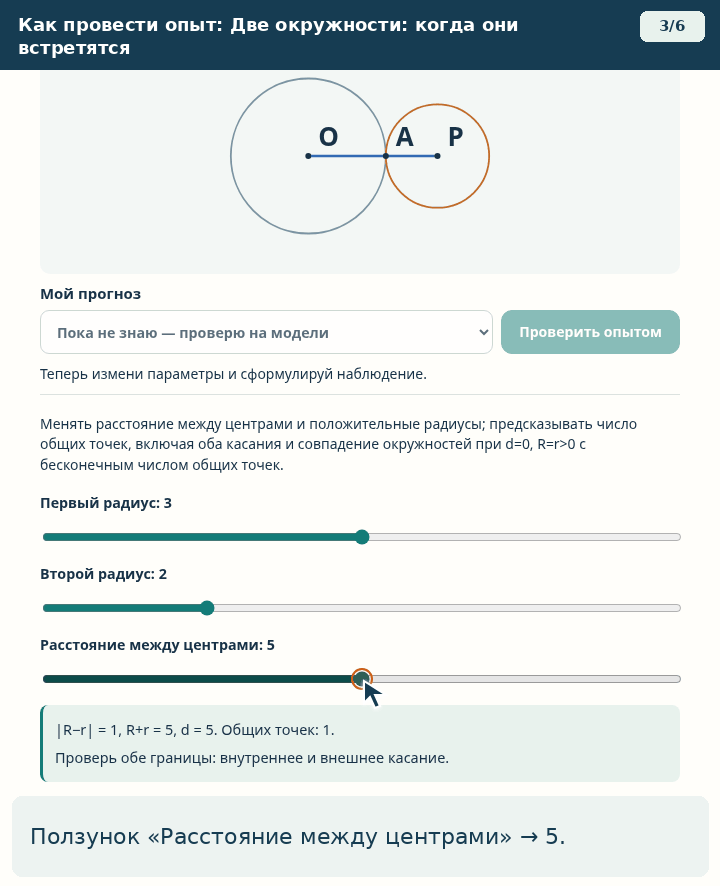 Как провести опыт: Две окружности: когда они
встретятся
3/6
O A P
Мой прогноз
Пока не знаю — проверю на модели
Проверить опытом
Теперь измени параметры и сформулируй наблюдение.
Менять расстояние между центрами и положительные радиусы; предсказывать число
общих точек, включая оба касания и совпадение окружностей при d=0, R=r>0 с
бесконечным числом общих точек.
Первый радиус: 3
Второй радиус: 2
Расстояние между центрами: 5
|R−r| = 1, R+r = 5, d = 5. Общих точек: 1.
Проверь обе границы: внутреннее и внешнее касание.
Ползунок «Расстояние между центрами» → 5.